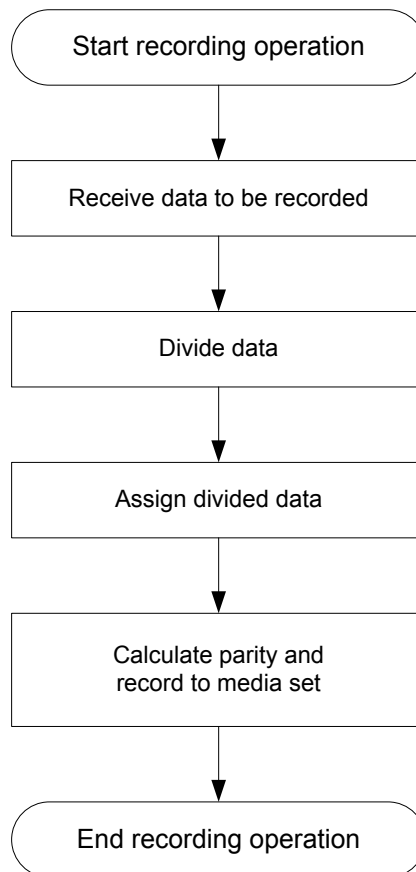 Start recording operation
Receive data to be recorded
Divide data
Assign divided data
Calculate parity and
record to media set
End recording operation